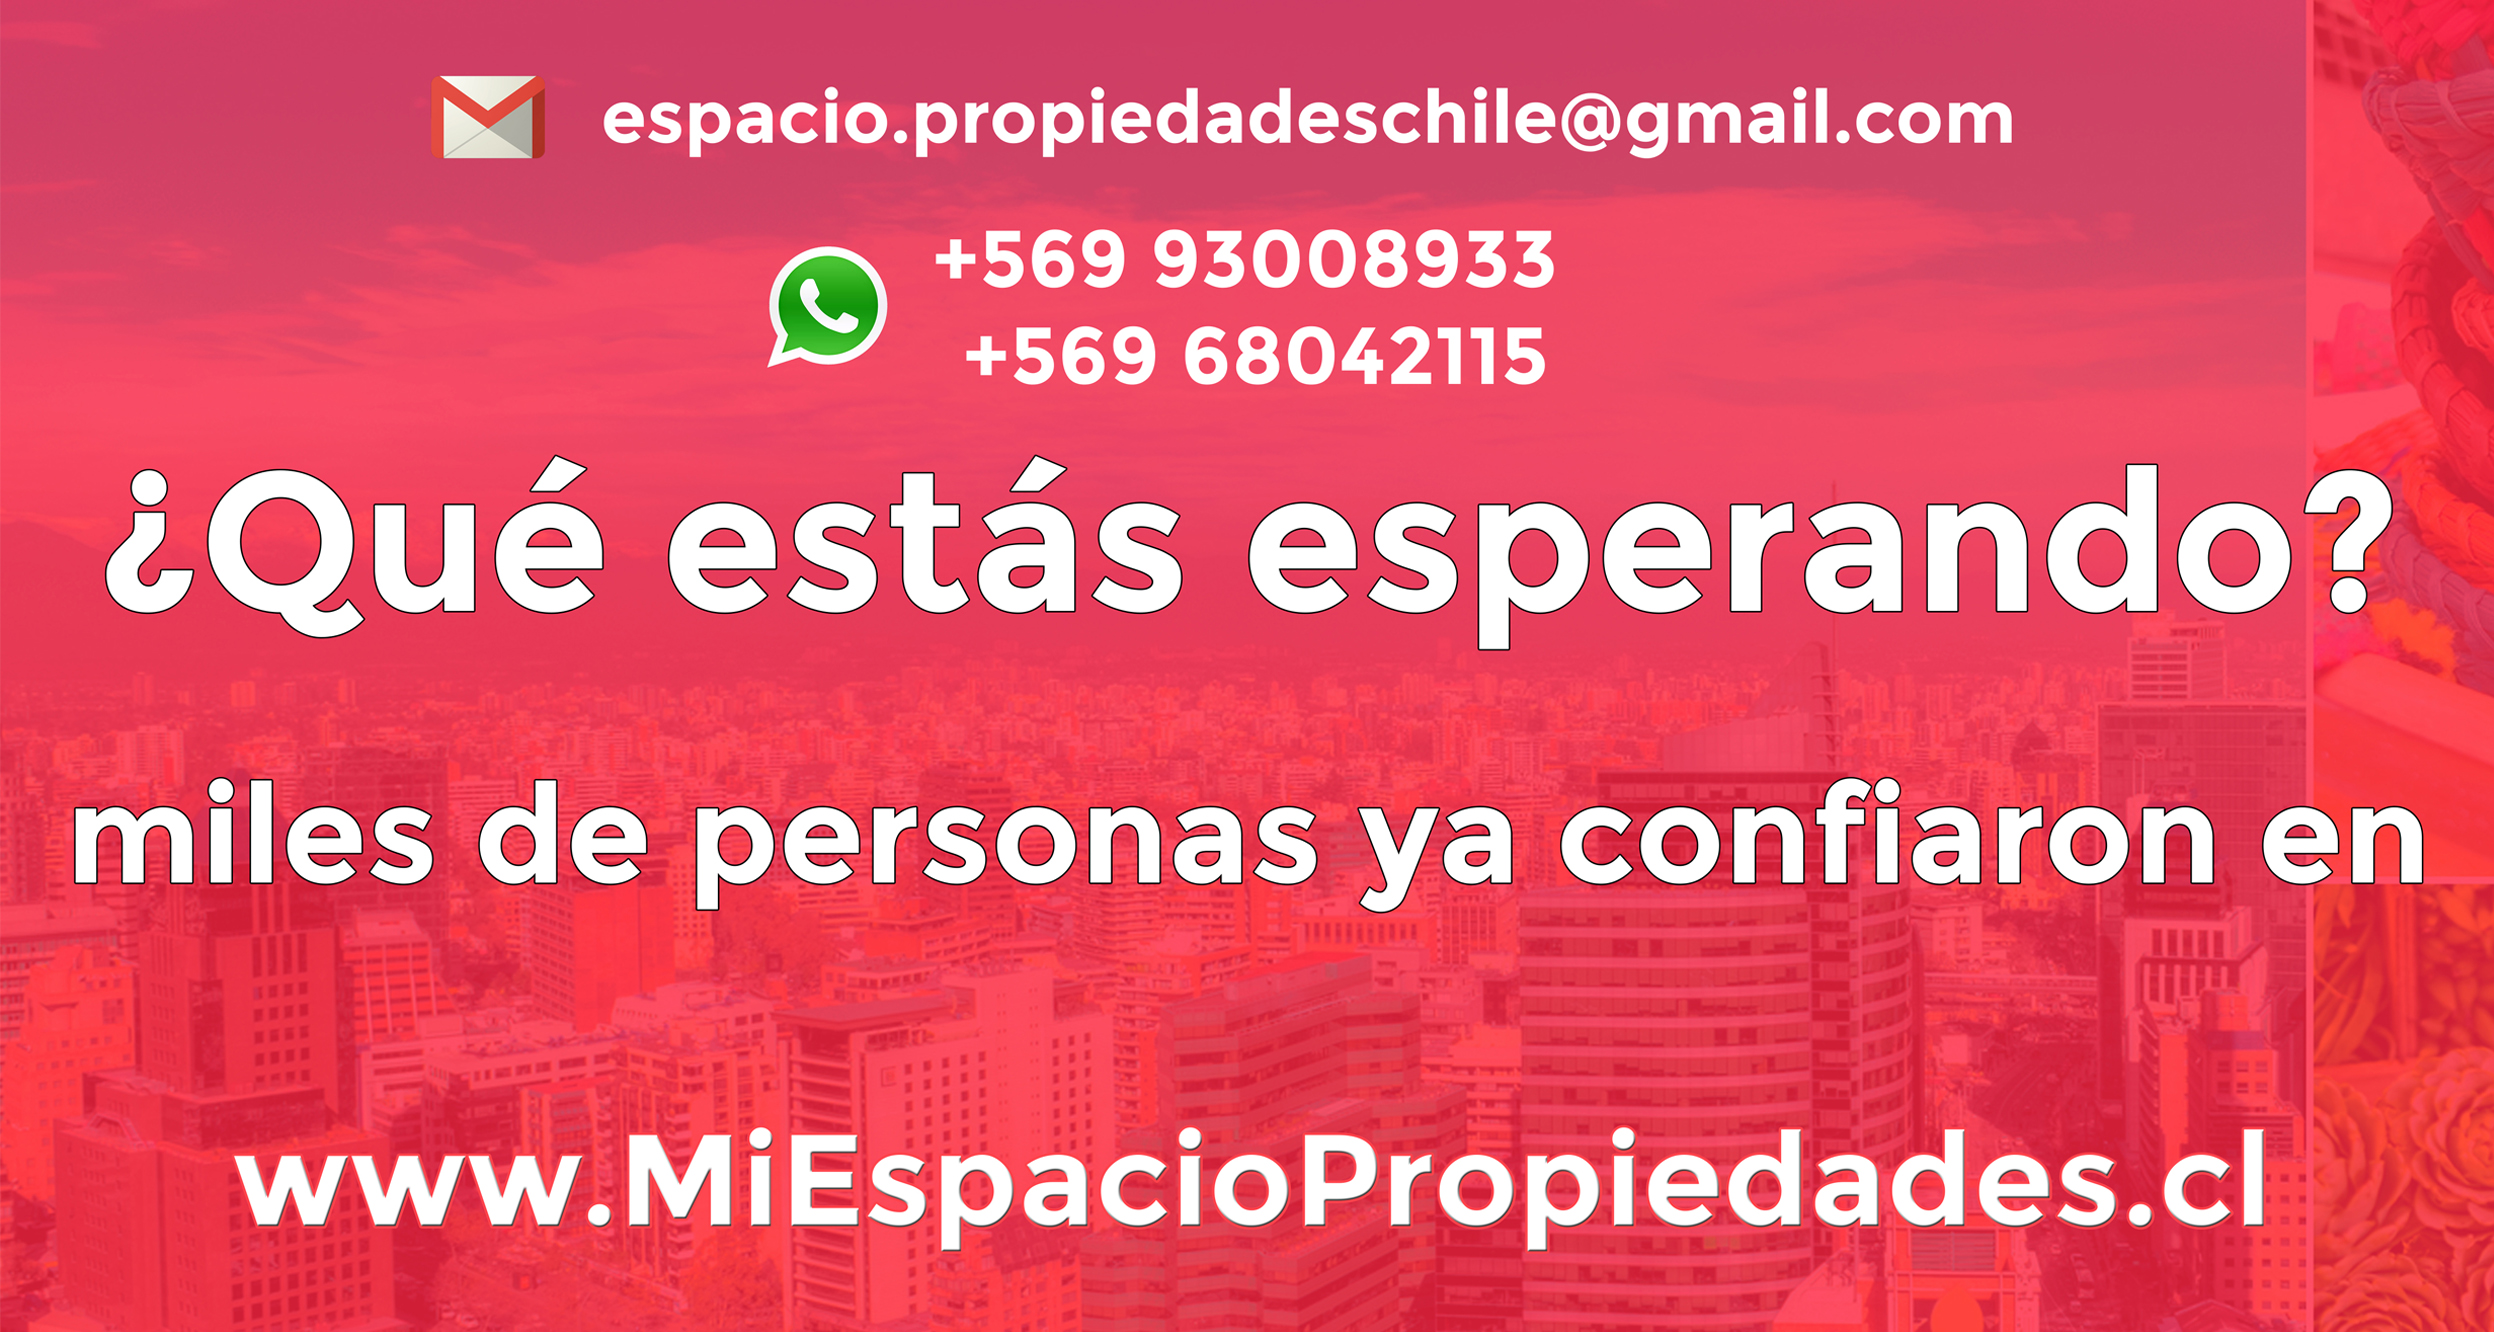 espacio.propiedadeschile@gmail.com
+569 93008933
+569 68042115
¿Qué estás esperando?
miles de personas ya confiaron en
www.MiEspacioPropiedades.cl